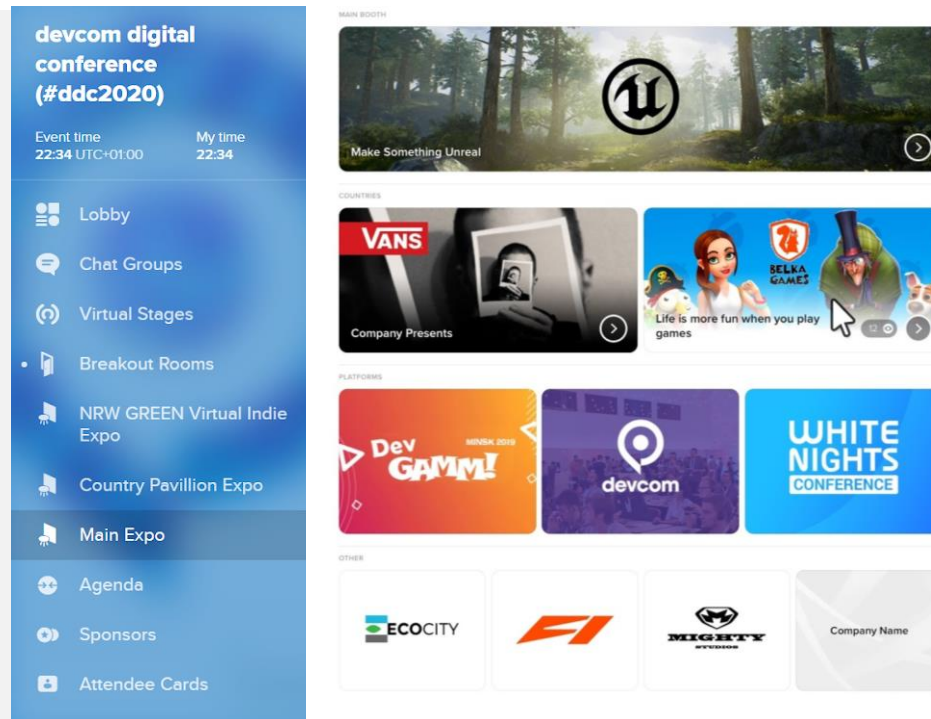 devcom digital
conference
(#ddc2020)
Event time
My time
22:34 UTC+01:00
22:34
Lobby
Chat Groups
Virtual Stages
Breakout Rooms
NRW GREEN Virtual Indie
Expo
Country Pavillion Expo
Main Expo
Agenda
Sponsors
Attendee Cards
MAIN BOOTH
Make Something Unreal
COUNTRIES
VANS
Company Presents
BELKA
GAMES
Life is more fun when you play
games
12
PLATFORMS
Dev
GAMM!
MINSK 2019
devcom
WHITE
NIGHTS
CONFERENCE
OTHER
ECOCITY
F1
MIGHTY
STUDIOS
Company Name